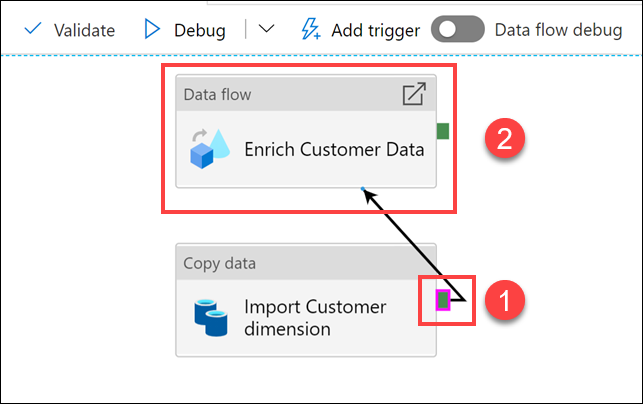 Validate Debug Add trigger Data flow debug
Data flow
Enrich Customer Data
2
Copy data
Import Customer
dimension
1